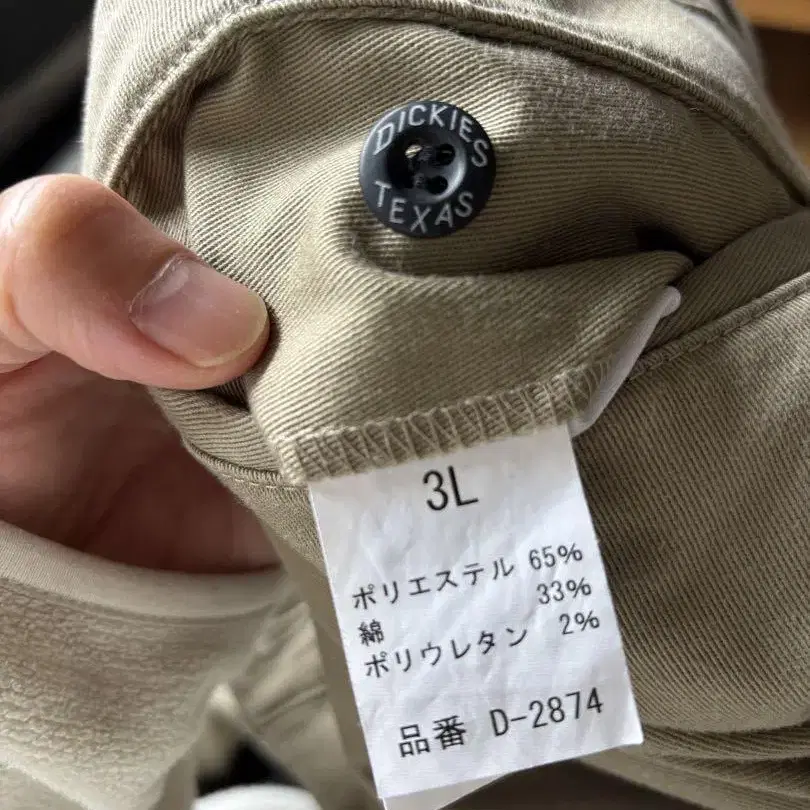 DICKIES
TEXAS
3L
ポリエステル 65%
綿 33%
ポリウレタン 2%
品番 D-2874